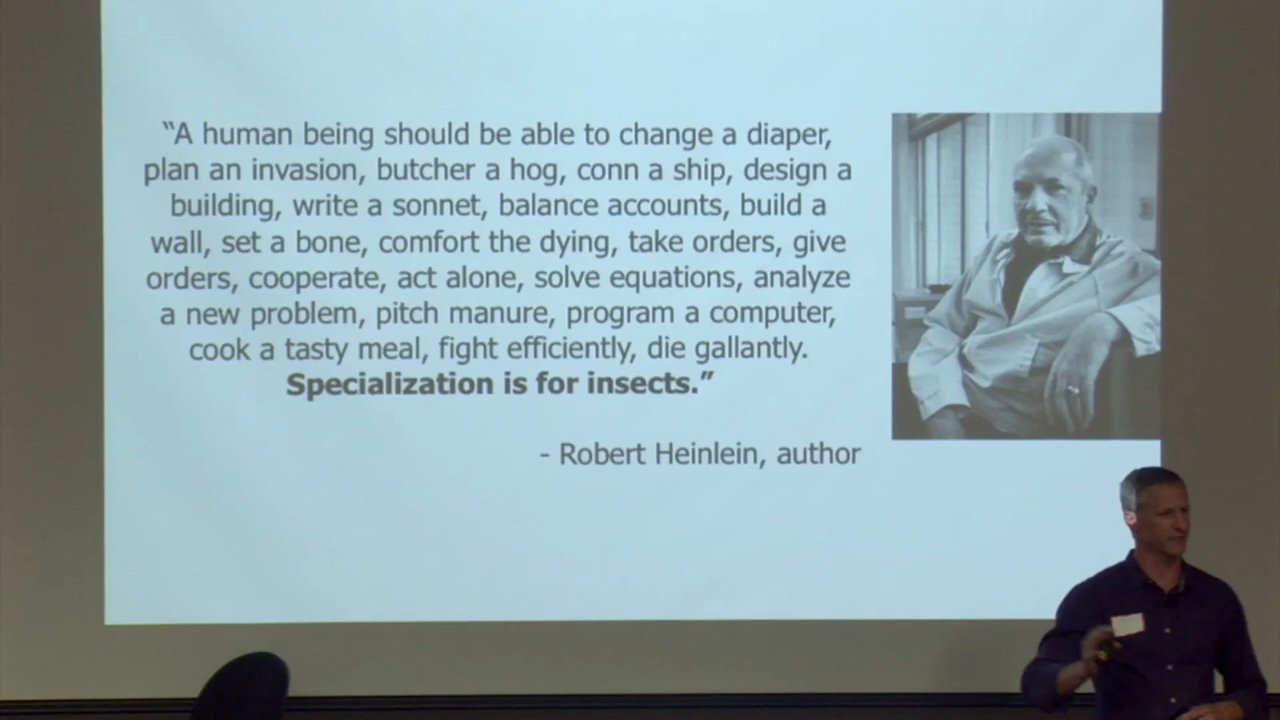 “A human being should be able to change a diaper,
plan an invasion, butcher a hog, conn a ship, design a
building, write a sonnet, balance accounts, build a
wall, set a bone, comfort the dying, take orders, give
orders, cooperate, act alone, solve equations, analyze
a new problem, pitch manure, program a computer,
cook a tasty meal, fight efficiently, die gallantly.
Specialization is for insects.”
- Robert Heinlein, author